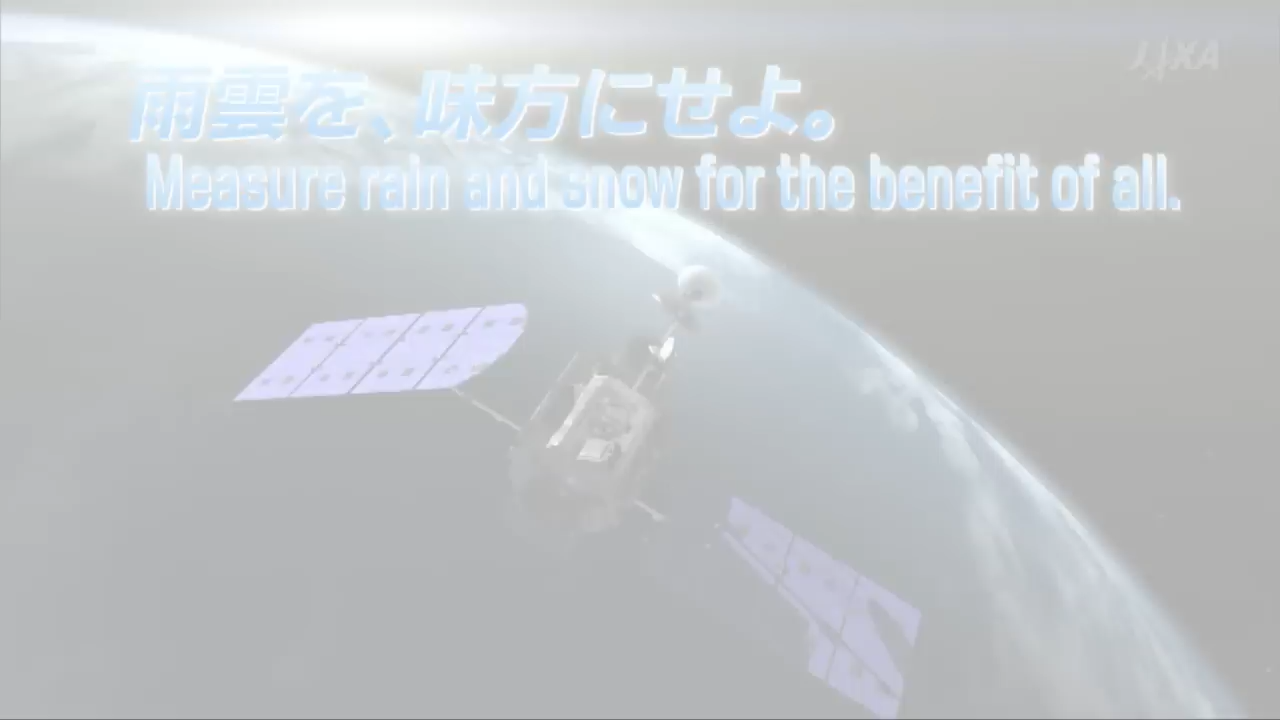 JAXA
雨雲を、味方にせよ。
Measure rain and snow for the benefit of all.